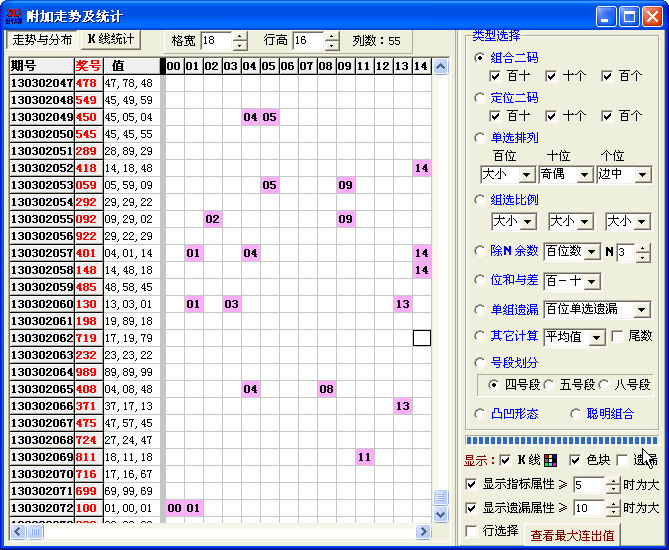 附加走势及统计
走势与分布 K线统计 格宽 18 行高 16 列数：55
期号 奖号 值 00 01 02 03 04 05 06 07 08 09 10 11 12 13 14
130302047 478 47, 78, 48
130302048 549 45, 49, 59
130302049 450 45, 05, 04 04 05
130302050 545 45, 45, 55
130302051 289 28, 89, 29
130302052 418 14, 18, 48 14
130302053 059 05, 59, 09 05 09
130302054 292 29, 29, 22
130302055 092 09, 29, 02 02 09
130302056 922 29, 22, 29
130302057 401 04, 01, 14 01 04 14
130302058 148 14, 48, 18 14
130302059 485 48, 58, 45
130302060 130 13, 03, 01 01 03 13
130302061 198 19, 89, 18
130302062 719 17, 19, 79
130302063 232 23, 23, 22
130302064 989 89, 89, 99
130302065 408 04, 08, 48 04 08
130302066 371 37, 17, 13 13
130302067 475 47, 57, 45
130302068 724 27, 24, 47
130302069 811 18, 11, 18 11
130302070 716 17, 16, 67
130302071 699 69, 99, 69
130302072 100 01, 00, 01 00 01
类型选择
组合二码
百十 十个 百个
定位二码
百十 十个 百个
单选排列
百位 十位 个位
大小 奇偶 边中
组选比例
大小 大小 大小
除N余数 百位数 N 3
位和与差 百－十
单组遗漏 百位单选遗漏
其它计算 平均值 尾数
号段划分
四号段 五号段 八号段
凸凹形态 聪明组合
显示：K线 色块
显示指标属性≥ 5 时为大
显示遗漏属性≥ 10 时为大
行选择 查看最大连出值